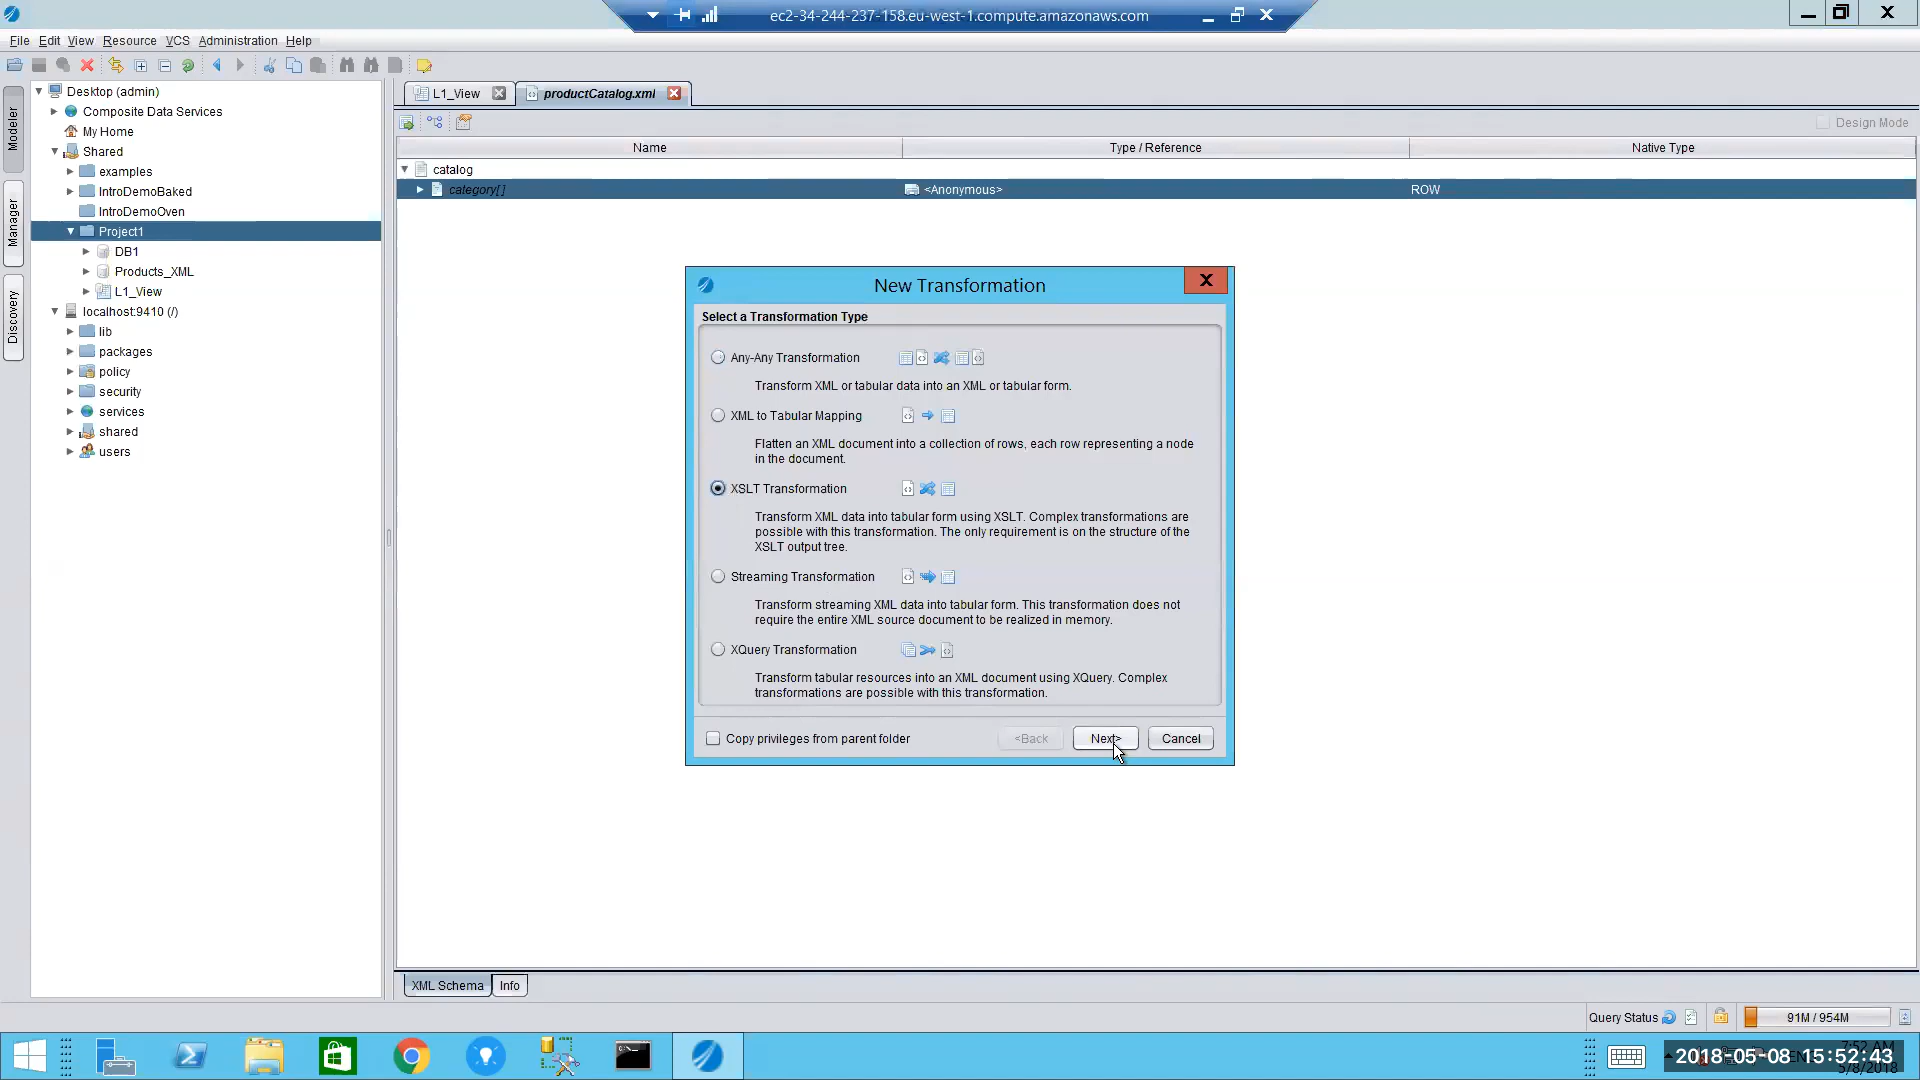 ec2-34-244-237-158.eu-west-1.compute.amazonaws.com
File Edit View Resource VCS Administration Help
Modeler
Manager
Discovery
Desktop (admin)
Composite Data Services
My Home
Shared
examples
IntroDemoBaked
IntroDemoOven
Project1
DB1
Products_XML
L1_View
localhost:9410 (/)
lib
packages
policy
security
services
shared
users
L1_View productCatalog.xml
Design Mode
Name Type / Reference Native Type
catalog
category[] <Anonymous> ROW
New Transformation
Select a Transformation Type
Any-Any Transformation
Transform XML or tabular data into an XML or tabular form.
XML to Tabular Mapping
Flatten an XML document into a collection of rows, each row representing a node
in the document.
XSLT Transformation
Transform XML data into tabular form using XSLT. Complex transformations are
possible with this transformation. The only requirement is on the structure of the
XSLT output tree.
Streaming Transformation
Transform streaming XML data into tabular form. This transformation does not
require the entire XML source document to be realized in memory.
XQuery Transformation
Transform tabular resources into an XML document using XQuery. Complex
transformations are possible with this transformation.
Copy privileges from parent folder <Back Next> Cancel
XML Schema Info
Query Status 91M / 954M
2018-05-08 15:52:43
5/8/2018